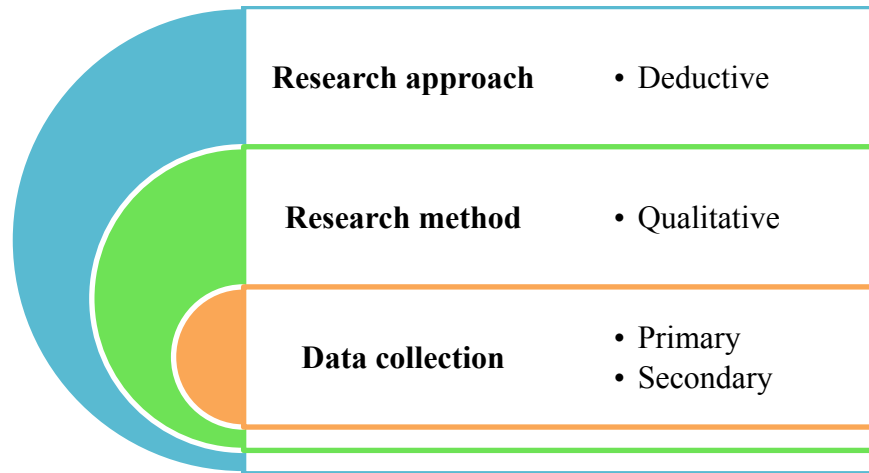 Research approach
• Deductive
Research method
• Qualitative
Data collection
• Primary
• Secondary